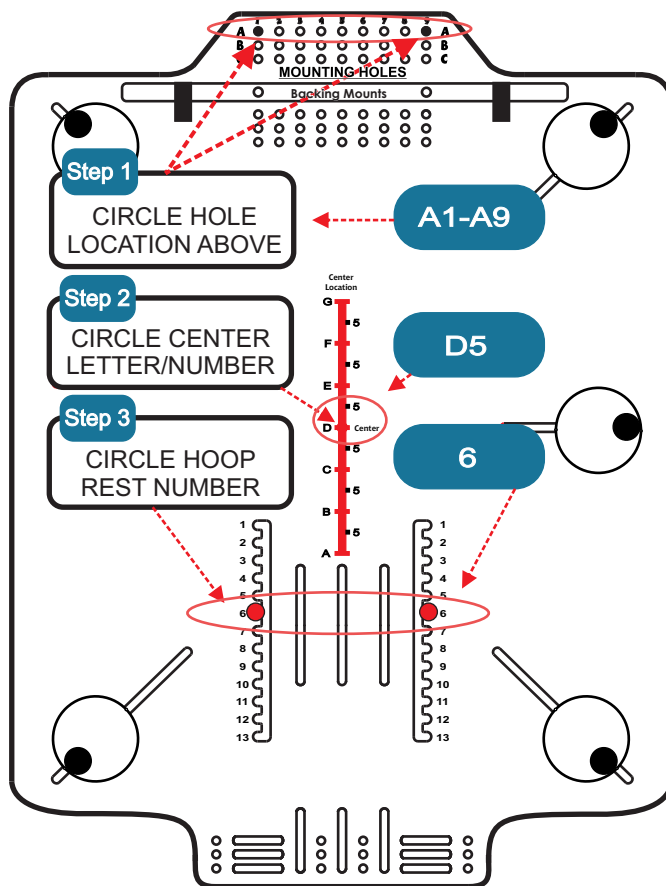 1 2 3 4 5 6 7 8 9
A A
B B
C
MOUNTING HOLES
Backing Mounts
Step 1
CIRCLE HOLE
LOCATION ABOVE
A1-A9
Step 2
CIRCLE CENTER
LETTER/NUMBER
D5
Step 3
CIRCLE HOOP
REST NUMBER
6
Center
Location
G
5
F
5
E
5
D Center
5
C
5
B
5
A
1 1
2 2
3 3
4 4
5 5
6 6
7 7
8 8
9 9
10 10
11 11
12 12
13 13